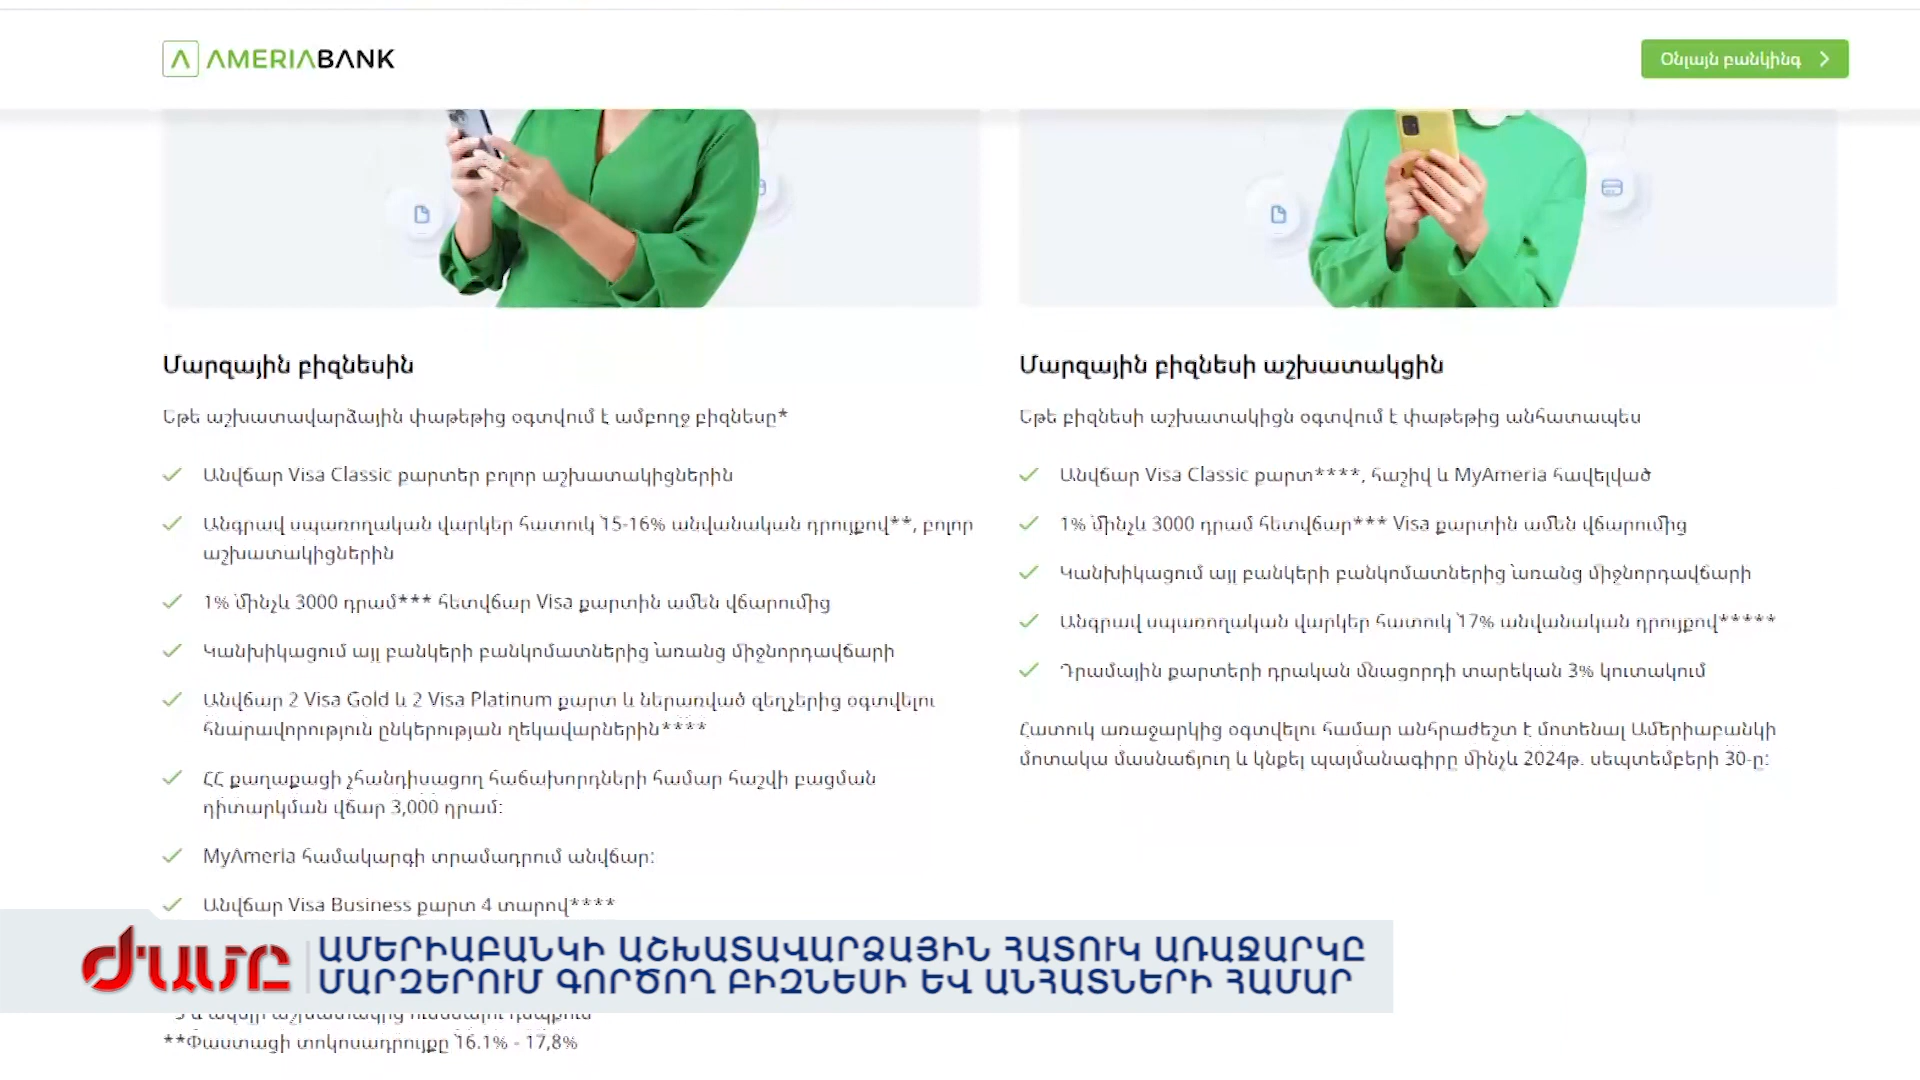 AMERIABANK
Օնլայն բանկինգ
Մարզային բիզնեսին
Եթե աշխատավարձային փաթեթից օգտվում է ամբողջ բիզնեսը*
Անվճար Visa Classic քարտեր բոլոր աշխատակիցներին
Անգրավ սպառողական վարկեր հատուկ՝ 15-16% անվանական դրույքով**, բոլոր
աշխատակիցներին
1%՝ մինչև 3000 դրամ*** հետվճար Visa քարտին ամեն վճարումից
Կանխիկացում այլ բանկերի բանկոմատներից՝ առանց միջնորդավճարի
Անվճար 2 Visa Gold և 2 Visa Platinum քարտ և ներառված զեղչերից օգտվելու
հնարավորություն ընկերության ղեկավարներին****
ՀՀ քաղաքացի չհանդիսացող հաճախորդների համար հաշվի բացման
դիտարկման վճար 3,000 դրամ:
MyAmeria համակարգի տրամադրում անվճար:
Անվճար Visa Business քարտ 4 տարով****
Մարզային բիզնեսի աշխատակցին
Եթե բիզնեսի աշխատակիցն օգտվում է փաթեթից անհատապես
Անվճար Visa Classic քարտ****, հաշիվ և MyAmeria հավելված
1%՝ մինչև 3000 դրամ հետվճար*** Visa քարտին ամեն վճարումից
Կանխիկացում այլ բանկերի բանկոմատներից՝ առանց միջնորդավճարի
Անգրավ սպառողական վարկեր հատուկ՝ 17% անվանական դրույքով*****
Դրամային քարտերի դրական մնացորդի տարեկան 3% կուտակում
Հատուկ առաջարկից օգտվելու համար անհրաժեշտ է մոտենալ Ամերիաբանկի
մոտակա մասնաճյուղ և կնքել պայմանագիրը մինչև 2024թ. սեպտեմբերի 30-ը:
ԺԱՄԸ
ԱՄԵՐԻԱԲԱՆԿԻ ԱՇԽԱՏԱՎԱՐՁԱՅԻՆ ՀԱՏՈՒԿ ԱՌԱՋԱՐԿԸ
ՄԱՐԶԵՐՈՒՄ ԳՈՐԾՈՂ ԲԻԶՆԵՍԻ ԵՎ ԱՆՀԱՏՆԵՐԻ ՀԱՄԱՐ
և ավելի աշխատակից ունենալու դեպքում
**Փաստացի տոկոսադրույքը՝ 16.1% - 17,8%